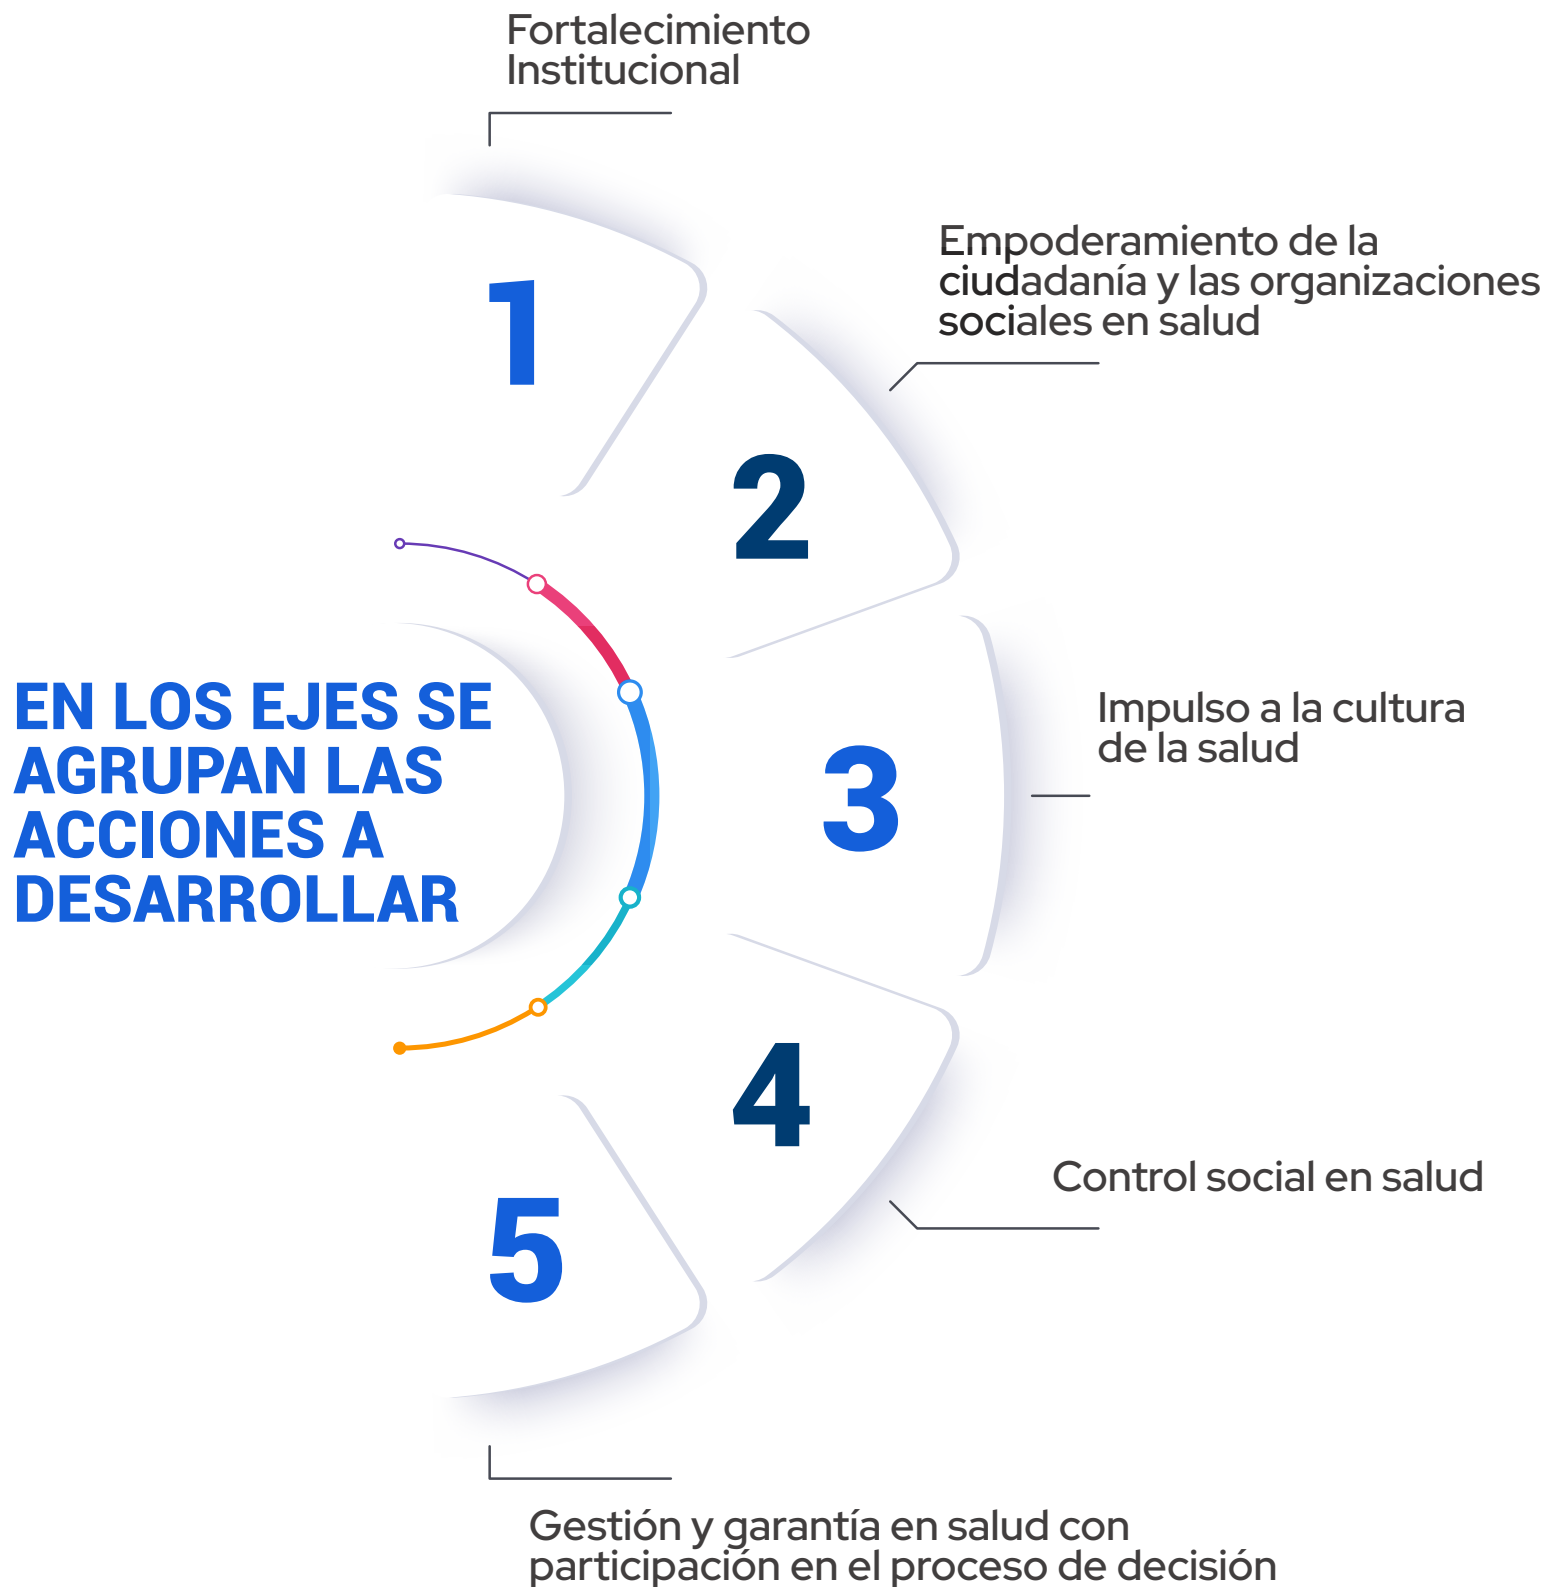 Fortalecimiento
Institucional
1
Empoderamiento de la
ciudadanía y las organizaciones
sociales en salud
2
EN LOS EJES SE
AGRUPAN LAS
ACCIONES A
DESARROLLAR
3
Impulso a la cultura
de la salud
4
Control social en salud
5
Gestión y garantía en salud con
participación en el proceso de decisión